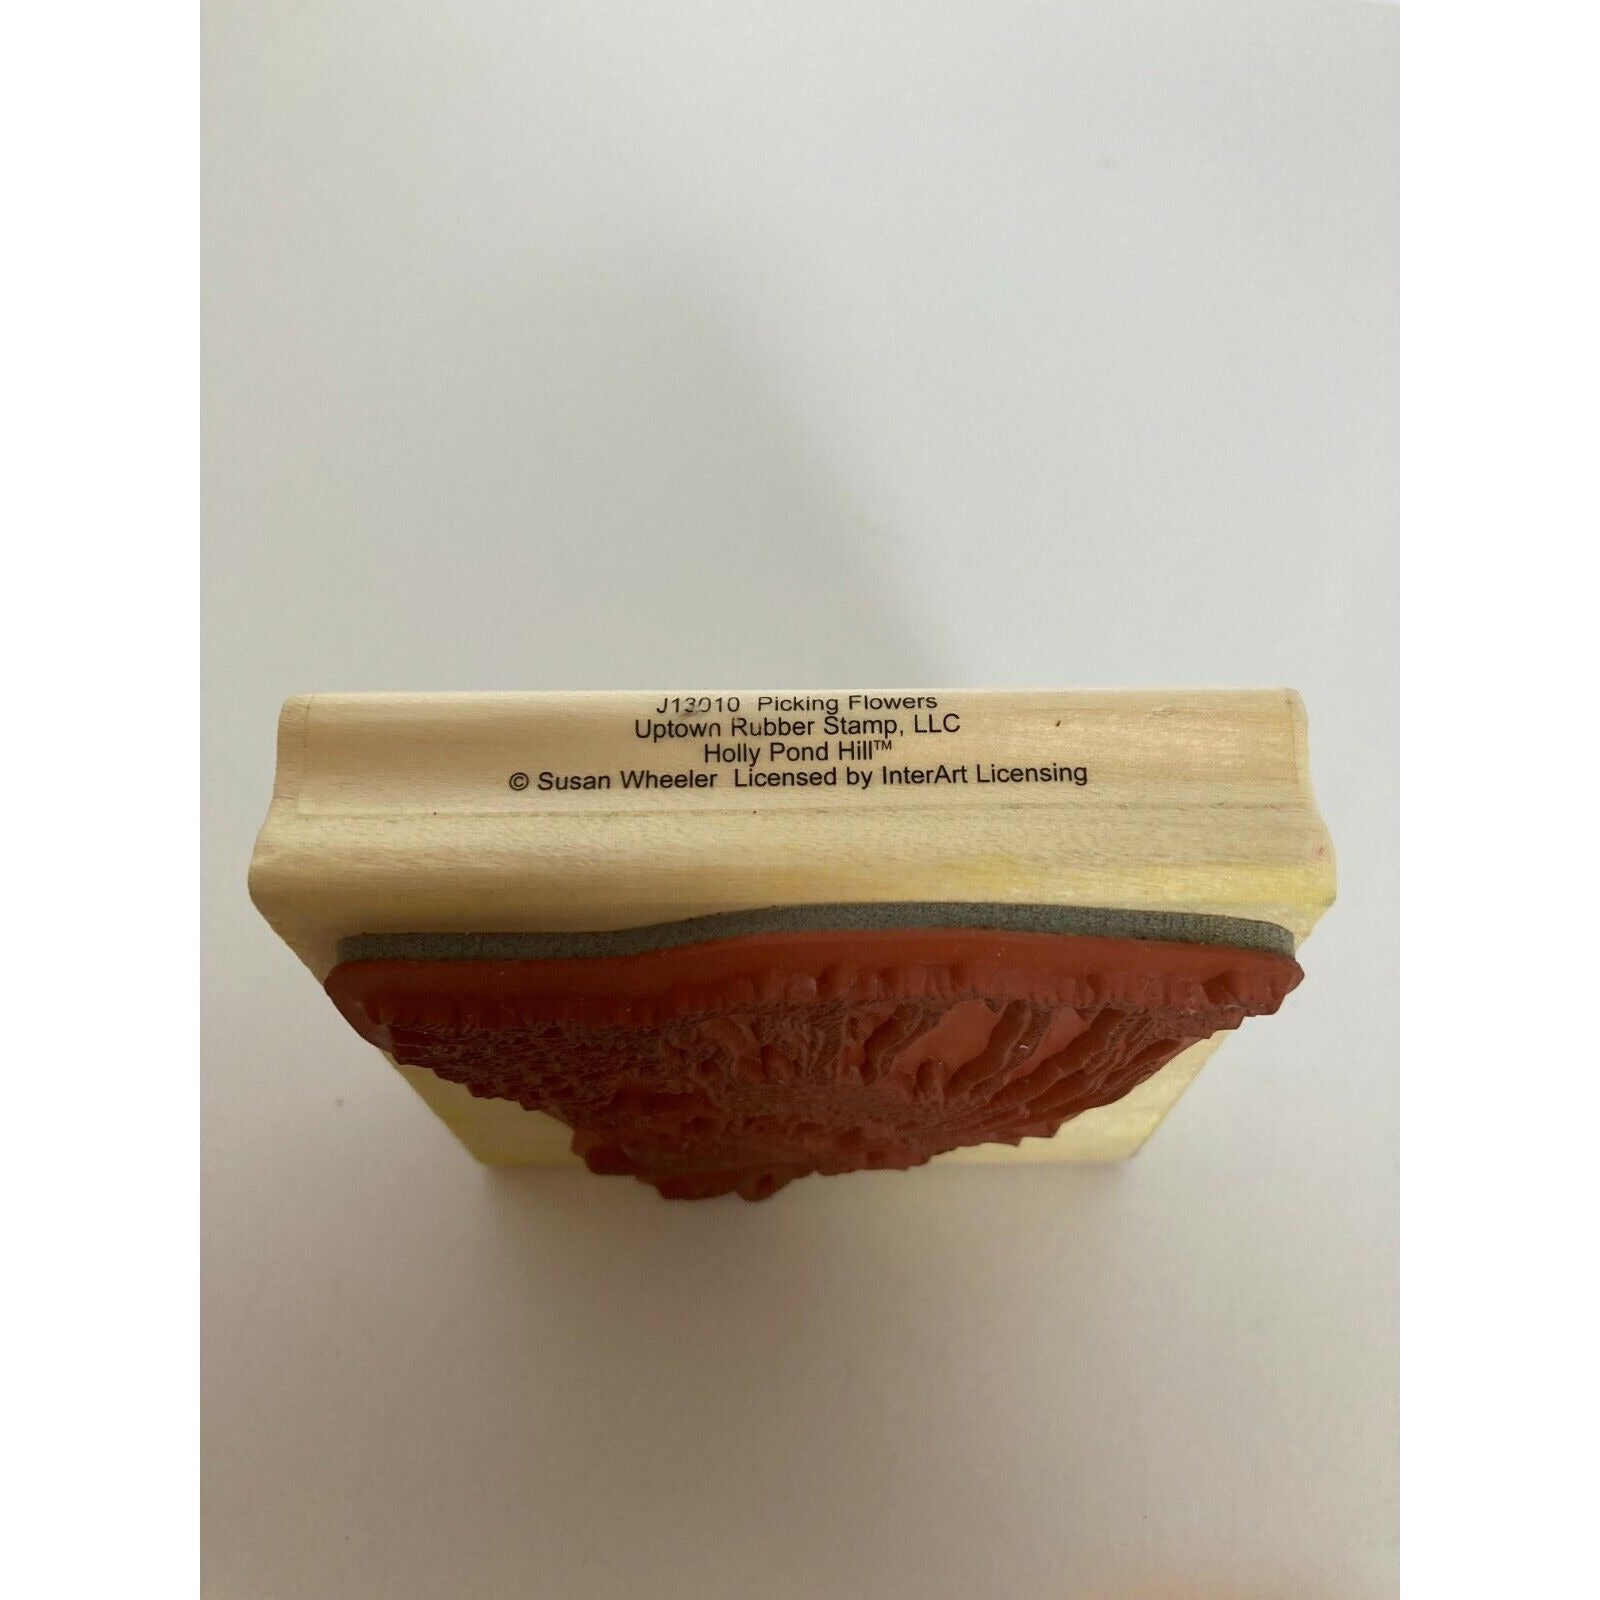 J13010 Picking Flowers
Uptown Rubber Stamp, LLC
Holly Pond Hill™
© Susan Wheeler Licensed by InterArt Licensing